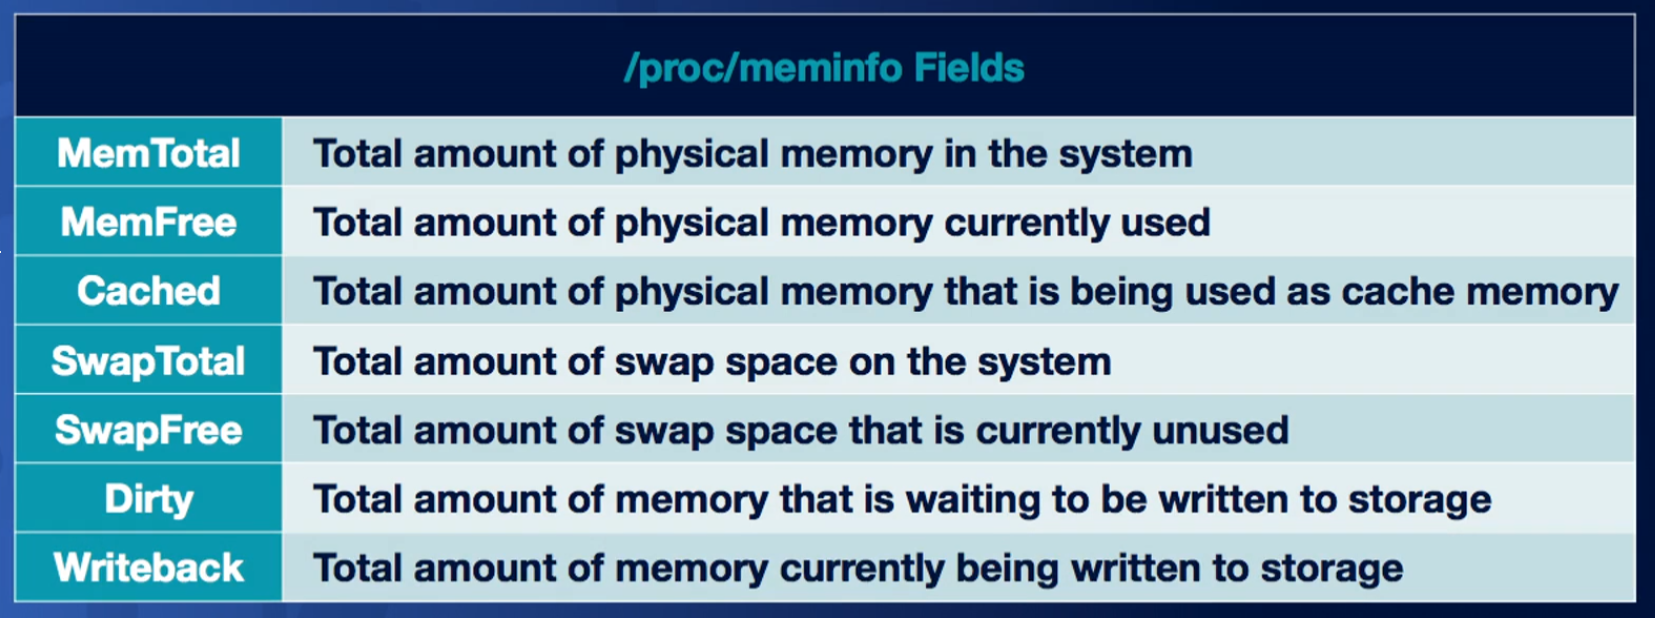 /proc/meminfo Fields
MemTotal Total amount of physical memory in the system
MemFree Total amount of physical memory currently used
Cached Total amount of physical memory that is being used as cache memory
SwapTotal Total amount of swap space on the system
SwapFree Total amount of swap space that is currently unused
Dirty Total amount of memory that is waiting to be written to storage
Writeback Total amount of memory currently being written to storage